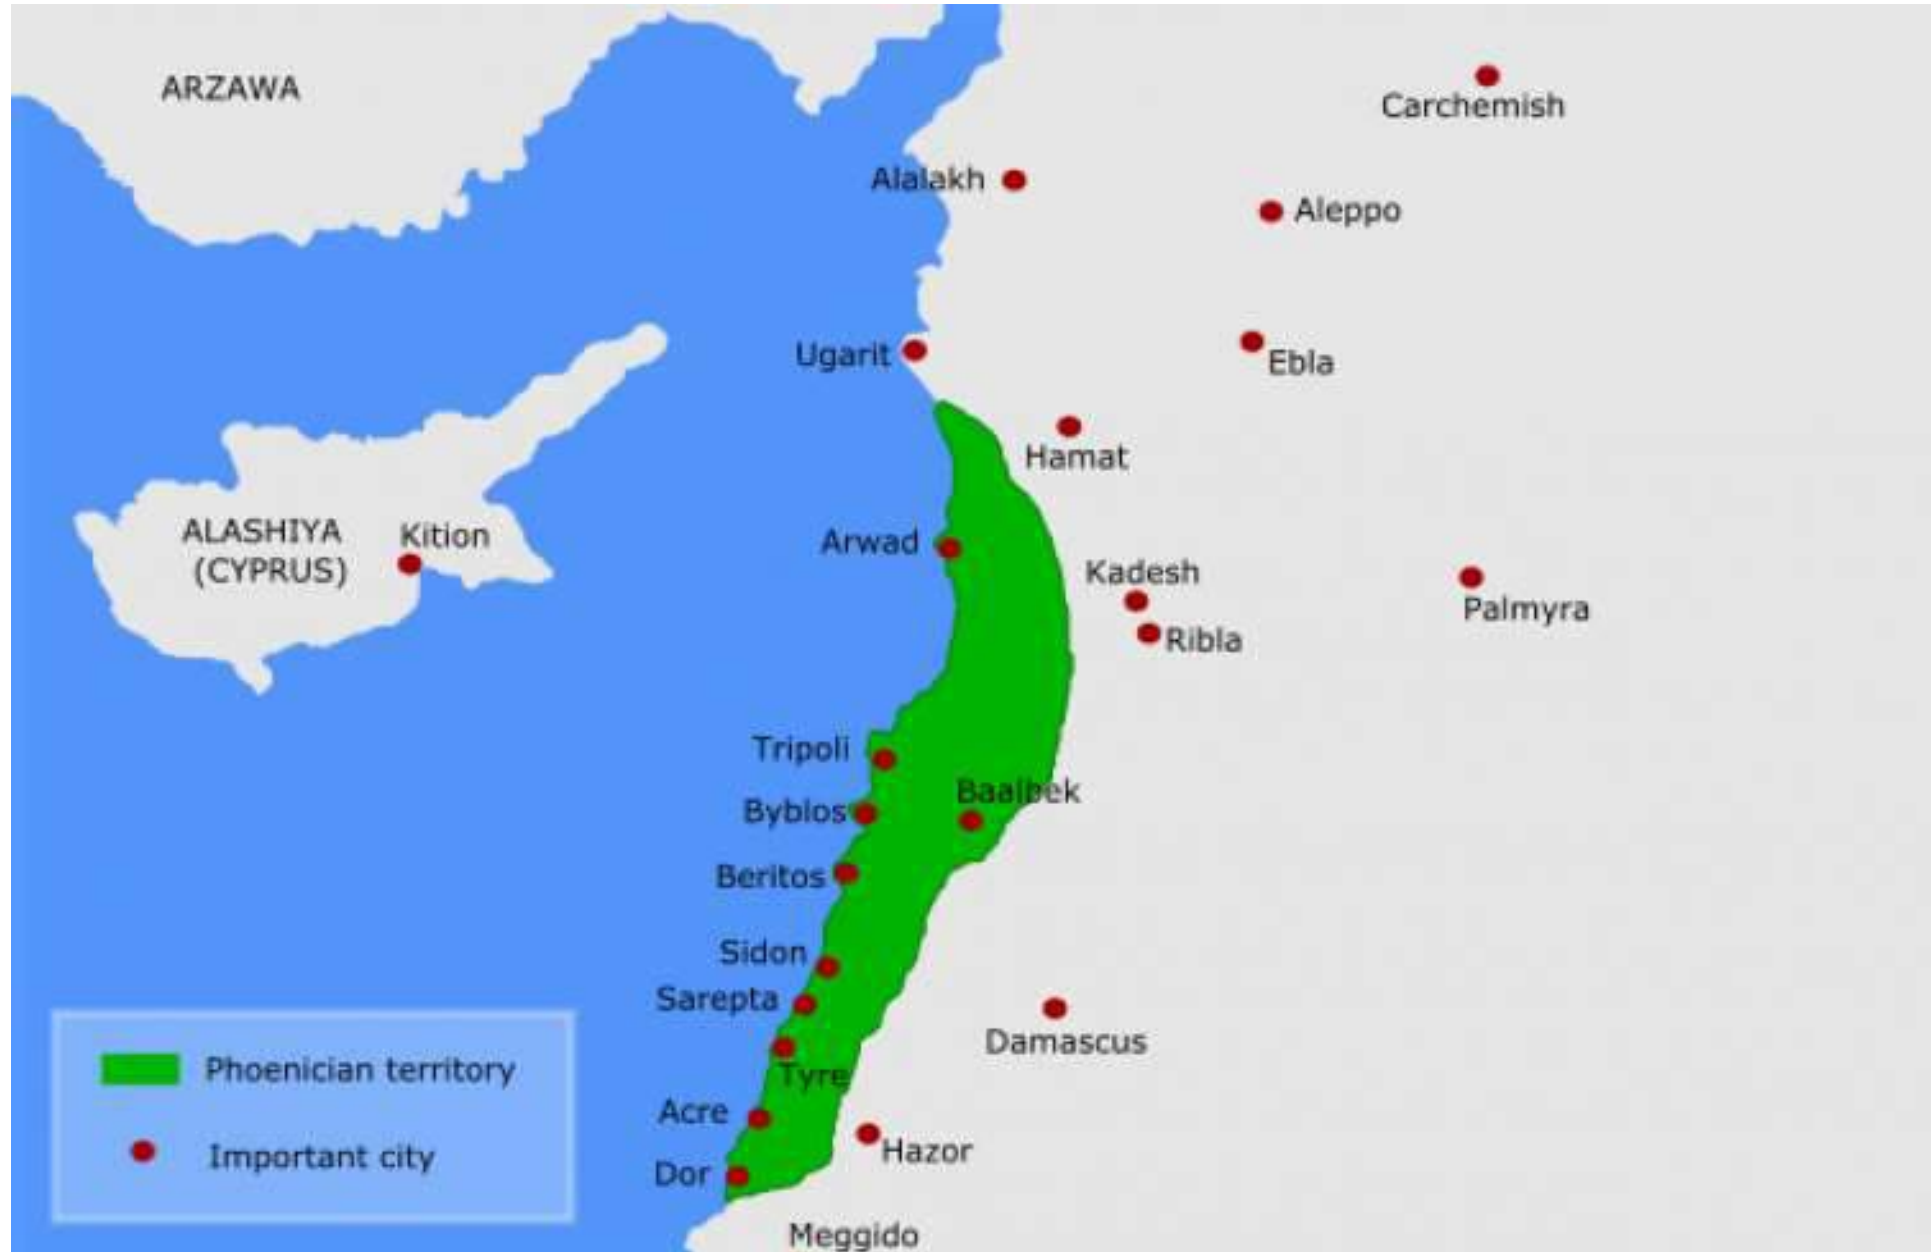 ARZAWA
Carchemish
Alalakh
Aleppo
Ugarit
Ebla
Hamat
ALASHIYA
(CYPRUS)
Kition
Arwad
Kadesh
Ribla
Palmyra
Tripoli
Baalbek
Byblos
Beritos
Sidon
Sarepta
Damascus
Tyre
Acre
Hazor
Dor
Meggido
Phoenician territory
Important city